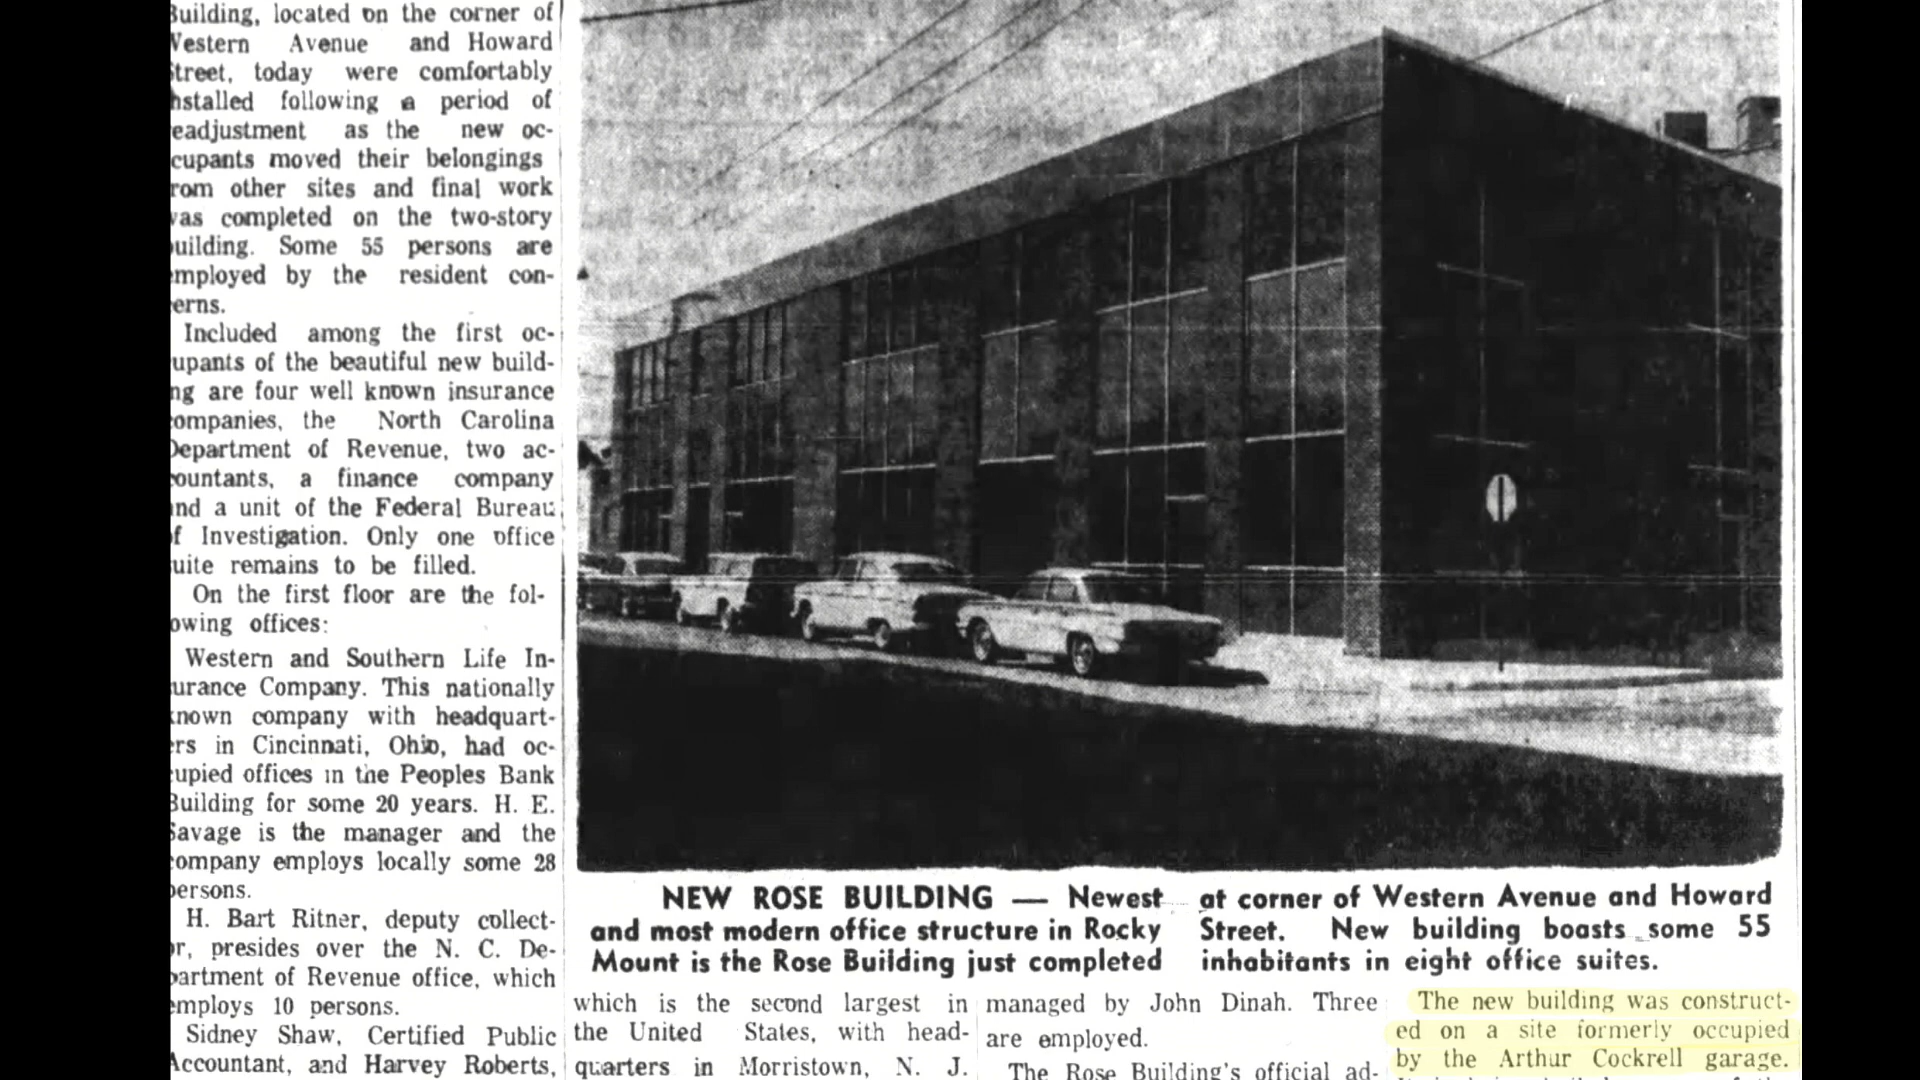 Building, located on the corner of
Western Avenue and Howard
Street, today were comfortably
nstalled following a period of
eadjustment as the new oc-
cupants moved their belongings
rom other sites and final work
was completed on the two-story
uilding. Some 55 persons are
employed by the resident con-
erns.
Included among the first oc-
upants of the beautiful new build-
ng are four well known insurance
ompanies, the North Carolina
Department of Revenue, two ac-
ountants, a finance company
and a unit of the Federal Bureau
of Investigation. Only one office
uite remains to be filled.
On the first floor are the fol-
owing offices:
Western and Southern Life In-
urance Company. This nationally
known company with headquart-
ers in Cincinnati, Ohio, had oc-
cupied offices in the Peoples Bank
Building for some 20 years. H. E.
Savage is the manager and the
company employs locally some 28
persons.
H. Bart Ritner, deputy collect-
or, presides over the N. C. De-
partment of Revenue office, which
employs 10 persons.
Sidney Shaw, Certified Public
Accountant, and Harvey Roberts,
NEW ROSE BUILDING — Newest
and most modern office structure in Rocky
Mount is the Rose Building just completed
at corner of Western Avenue and Howard
Street. New building boasts some 55
inhabitants in eight office suites.
which is the second largest in
the United States, with head-
quarters in Morristown, N. J.
managed by John Dinah. Three
are employed.
The Rose Building's official ad-
The new building was construct-
ed on a site formerly occupied
by the Arthur Cockrell garage.